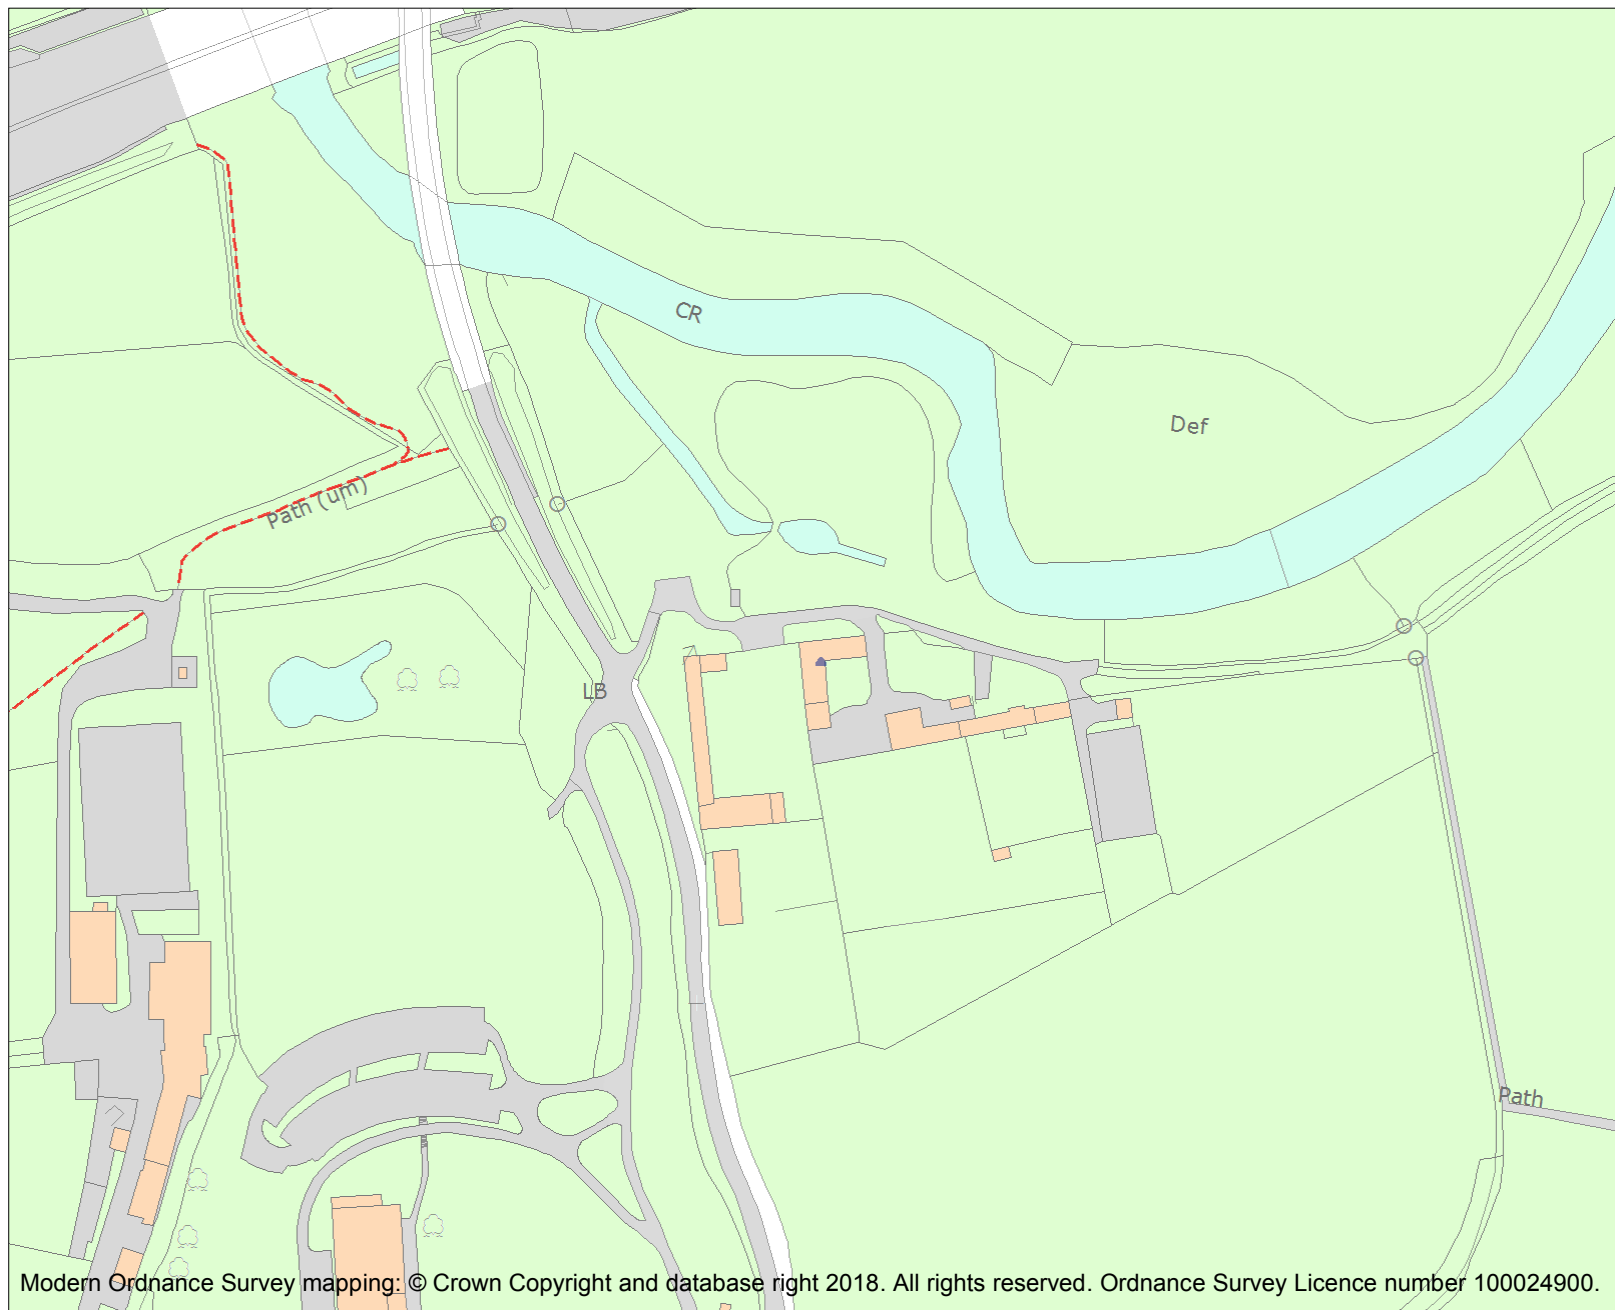 CR
Def
Path (um)
LB
Path
Modern Ordnance Survey mapping: © Crown Copyright and database right 2018. All rights reserved. Ordnance Survey Licence number 100024900.